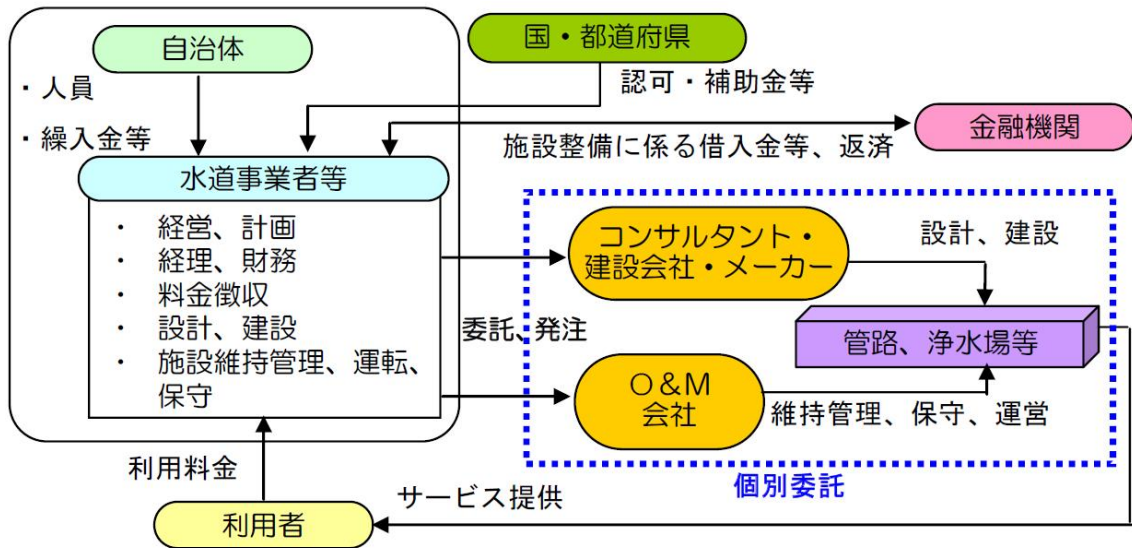 自治体
国・都道府県
・人員
認可・補助金等
・繰入金等
金融機関
施設整備に係る借入金等、返済
水道事業者等
・ 経営、計画
・ 経理、財務
・ 料金徴収
・ 設計、建設
・ 施設維持管理、運転、
保守
コンサルタント・
建設会社・メーカー
設計、建設
委託、発注
管路、浄水場等
O&M
会社
維持管理、保守、運営
利用料金
個別委託
サービス提供
利用者